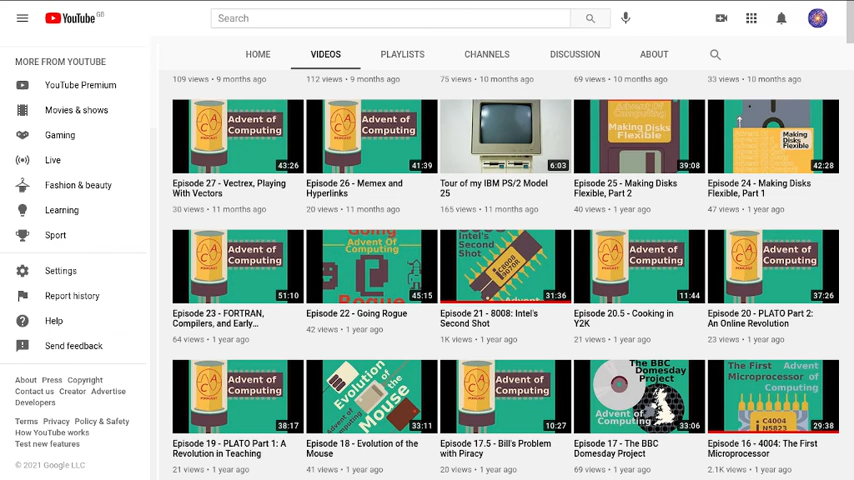 YouTube GB
Search
HOME
VIDEOS
PLAYLISTS
CHANNELS
DISCUSSION
ABOUT
MORE FROM YOUTUBE
YouTube Premium
Movies & shows
Gaming
Live
Fashion & beauty
Learning
Sport
Settings
Report history
Help
Send feedback
About Press Copyright
Contact us Creator Advertise
Developers
Terms Privacy Policy & Safety
How YouTube works
Test new features
© 2021 Google LLC
109 views • 9 months ago
112 views • 9 months ago
75 views • 10 months ago
69 views • 10 months ago
33 views • 10 months ago
Advent of
Computing
PODCAST
43:26
Episode 27 - Vectrex, Playing
With Vectors
30 views • 11 months ago
Advent of
Computing
PODCAST
41:39
Episode 26 - Memex and
Hyperlinks
20 views • 11 months ago
6:03
Tour of my IBM PS/2 Model
25
165 views • 11 months ago
Advent Of
Computing
Making Disks
Flexible
39:08
Episode 25 - Making Disks
Flexible, Part 2
40 views • 1 year ago
Making
Disks
Flexible
42:28
Episode 24 - Making Disks
Flexible, Part 1
47 views • 1 year ago
Advent of
Computing
PODCAST
51:10
Episode 23 - FORTRAN,
Compilers, and Early...
64 views • 1 year ago
Going
Advent Of
Computing
Rogue
45:15
Episode 22 - Going Rogue
42 views • 1 year ago
Intel's
Second
Shot
C8008
Advent
31:36
Episode 21 - 8008: Intel's
Second Shot
1K views • 1 year ago
Advent of
Computing
PODCAST
11:44
Episode 20.5 - Cooking in
Y2K
21 views • 1 year ago
Advent of
Computing
PODCAST
37:26
Episode 20 - PLATO Part 2:
An Online Revolution
23 views • 1 year ago
Advent of
Computing
PODCAST
38:17
Episode 19 - PLATO Part 1: A
Revolution in Teaching
21 views • 1 year ago
Evolution
of the
Mouse
Advent of
Computing
33:11
Episode 18 - Evolution of the
Mouse
41 views • 1 year ago
Advent of
Computing
PODCAST
10:27
Episode 17.5 - Bill's Problem
with Piracy
20 views • 1 year ago
The BBC
Domesday
Project
Advent of
Computing
33:06
Episode 17 - The BBC
Domesday Project
69 views • 1 year ago
The First
Microprocessor
Advent
of
Computing
C4004
N5823
29:38
Episode 16 - 4004: The First
Microprocessor
2.1K views • 1 year ago